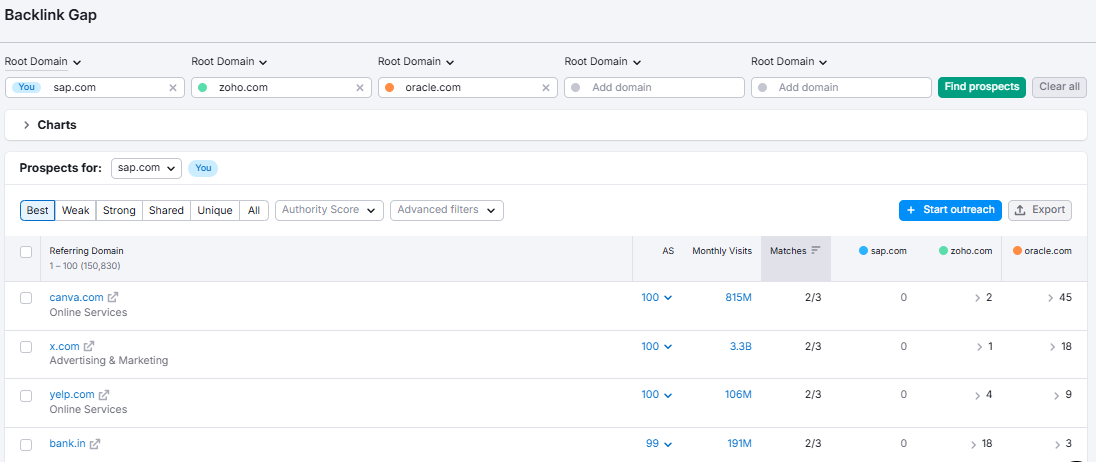 Backlink Gap
Root Domain Root Domain Root Domain Root Domain Root Domain
You sap.com zoho.com oracle.com Add domain Add domain Find prospects Clear all
Charts
Prospects for: sap.com You
Best Weak Strong Shared Unique All Authority Score Advanced filters + Start outreach Export
Referring Domain AS Monthly Visits Matches sap.com zoho.com oracle.com
1 – 100 (150,830)
canva.com 100 815M 2/3 0 2 45
Online Services
x.com 100 3.3B 2/3 0 1 18
Advertising & Marketing
yelp.com 100 106M 2/3 0 4 9
Online Services
bank.in 99 191M 2/3 0 18 3